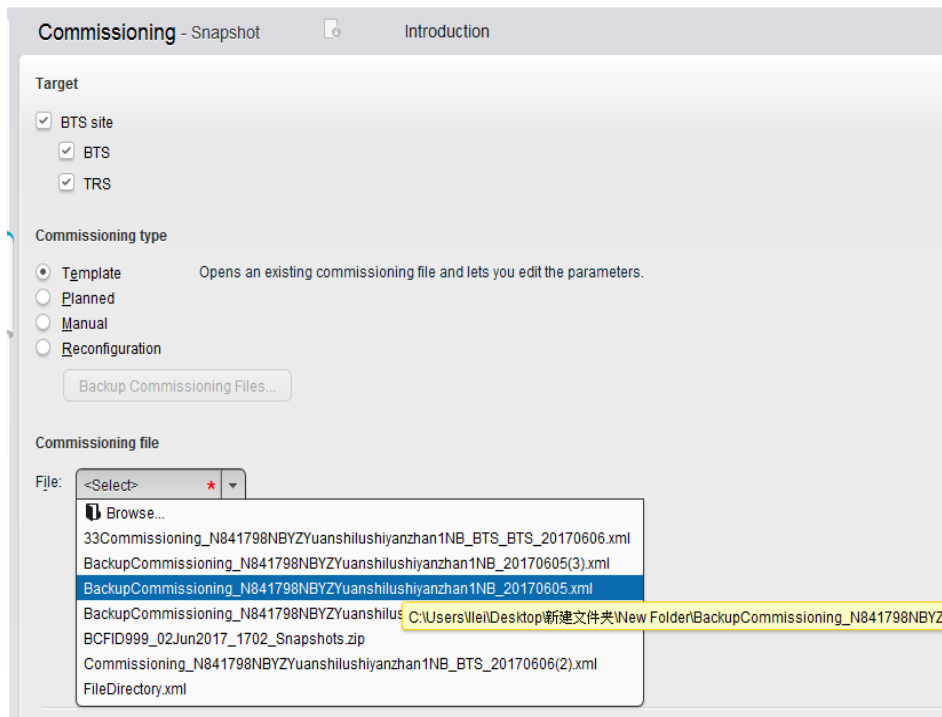 Commissioning - Snapshot Introduction
Target
BTS site
BTS
TRS
Commissioning type
Template Opens an existing commissioning file and lets you edit the parameters.
Planned
Manual
Reconfiguration
Backup Commissioning Files...
Commissioning file
File: <Select> *
Browse...
33Commissioning_N841798NBYZYuanshilushiyanzhan1NB_BTS_BTS_20170606.xml
BackupCommissioning_N841798NBYZYuanshilushiyanzhan1NB_20170605(3).xml
BackupCommissioning_N841798NBYZYuanshilushiyanzhan1NB_20170605.xml
BackupCommissioning_N841798NBYZYuanshilus
C:\Users\llei\Desktop\新建文件夹\New Folder\BackupCommissioning_N841798NBYZ
BCFID999_02Jun2017_1702_Snapshots.zip
Commissioning_N841798NBYZYuanshilushiyanzhan1NB_BTS_20170606(2).xml
FileDirectory.xml